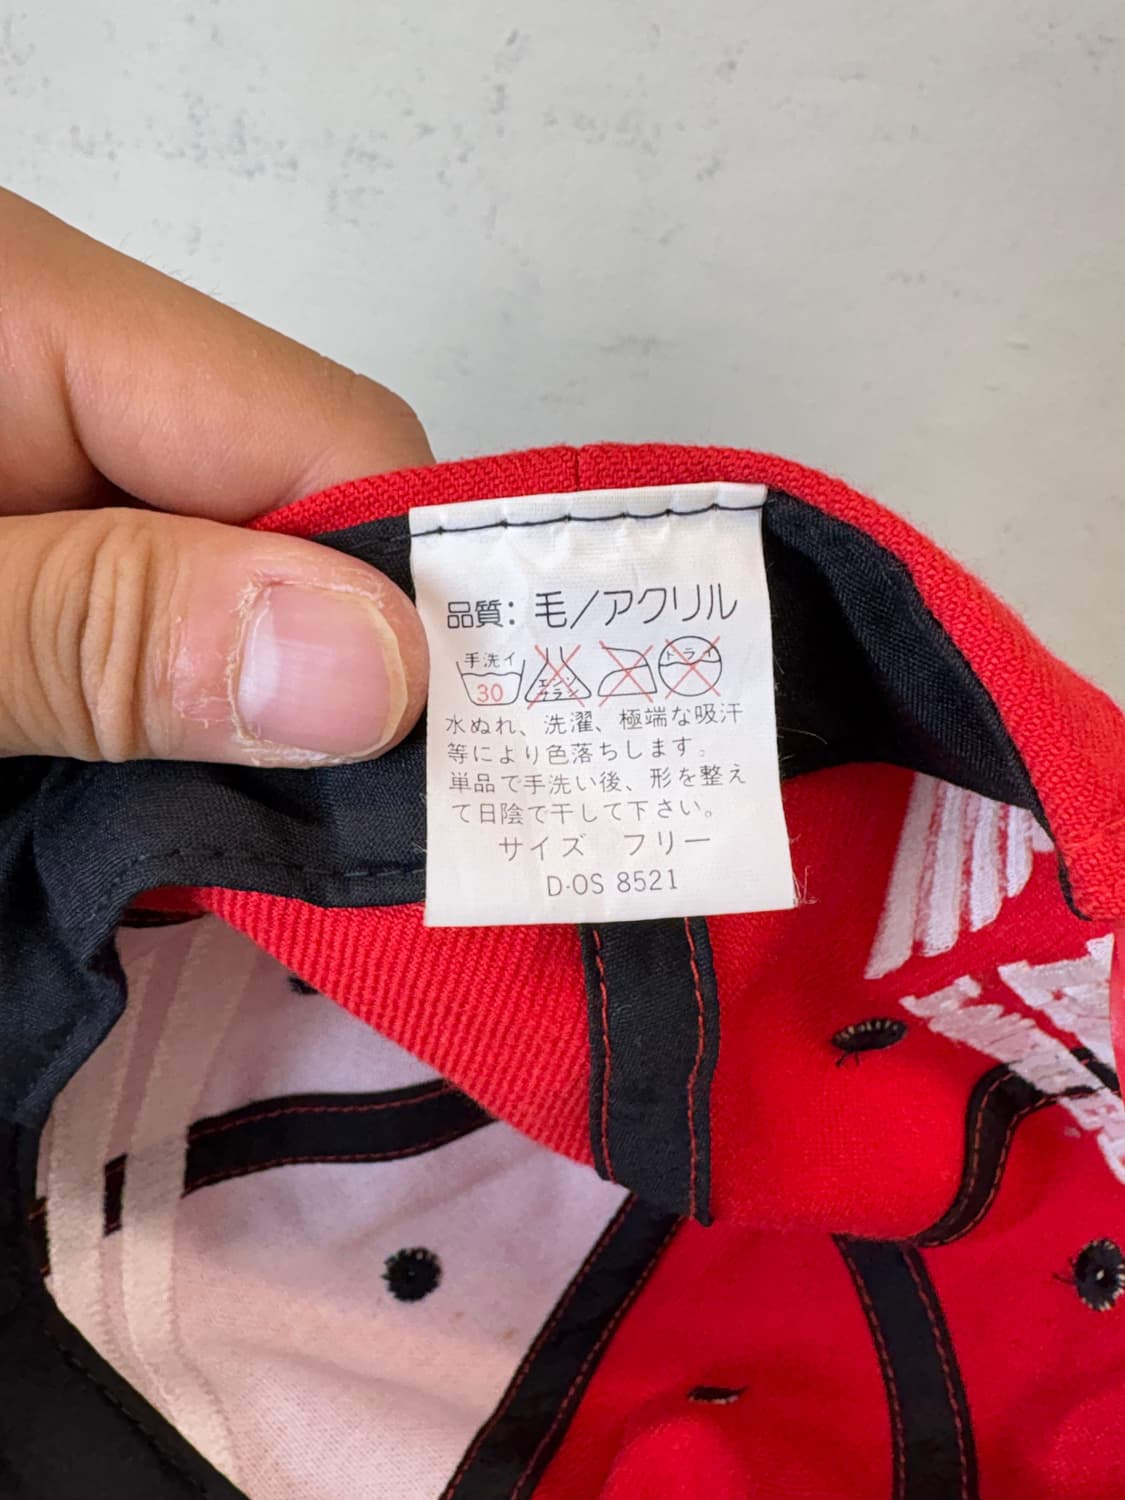 品質：毛／アクリル
手洗イ
30
エンソ
サラシ
ドライ
水ぬれ、洗濯、極端な吸汗
等により色落ちします。
単品で手洗い後、形を整え
て日陰で干して下さい。
サイズ　フリー
D·OS 8521